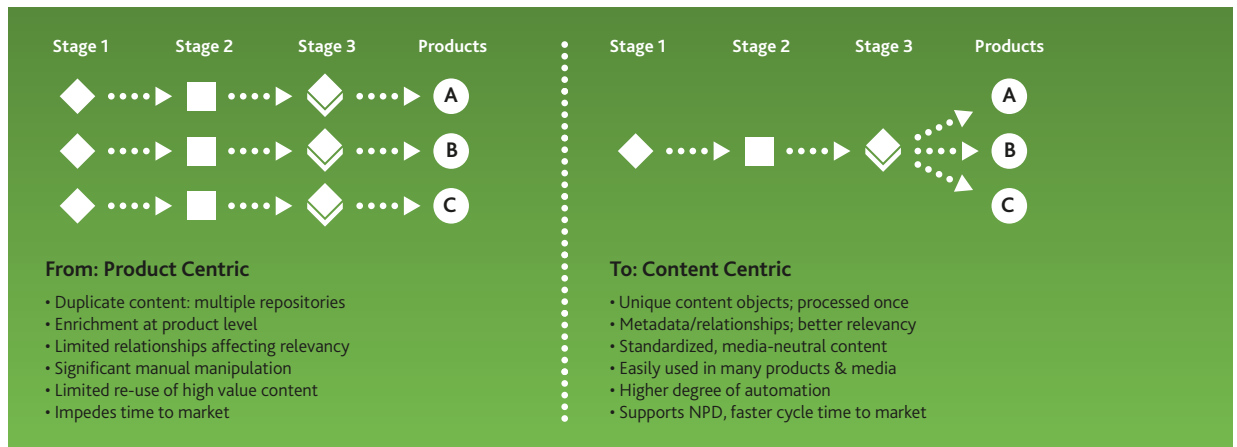 Stage 1 Stage 2 Stage 3 Products
A
B
C
From: Product Centric
• Duplicate content: multiple repositories
• Enrichment at product level
• Limited relationships affecting relevancy
• Significant manual manipulation
• Limited re-use of high value content
• Impedes time to market
Stage 1 Stage 2 Stage 3 Products
A
B
C
To: Content Centric
• Unique content objects; processed once
• Metadata/relationships; better relevancy
• Standardized, media-neutral content
• Easily used in many products & media
• Higher degree of automation
• Supports NPD, faster cycle time to market